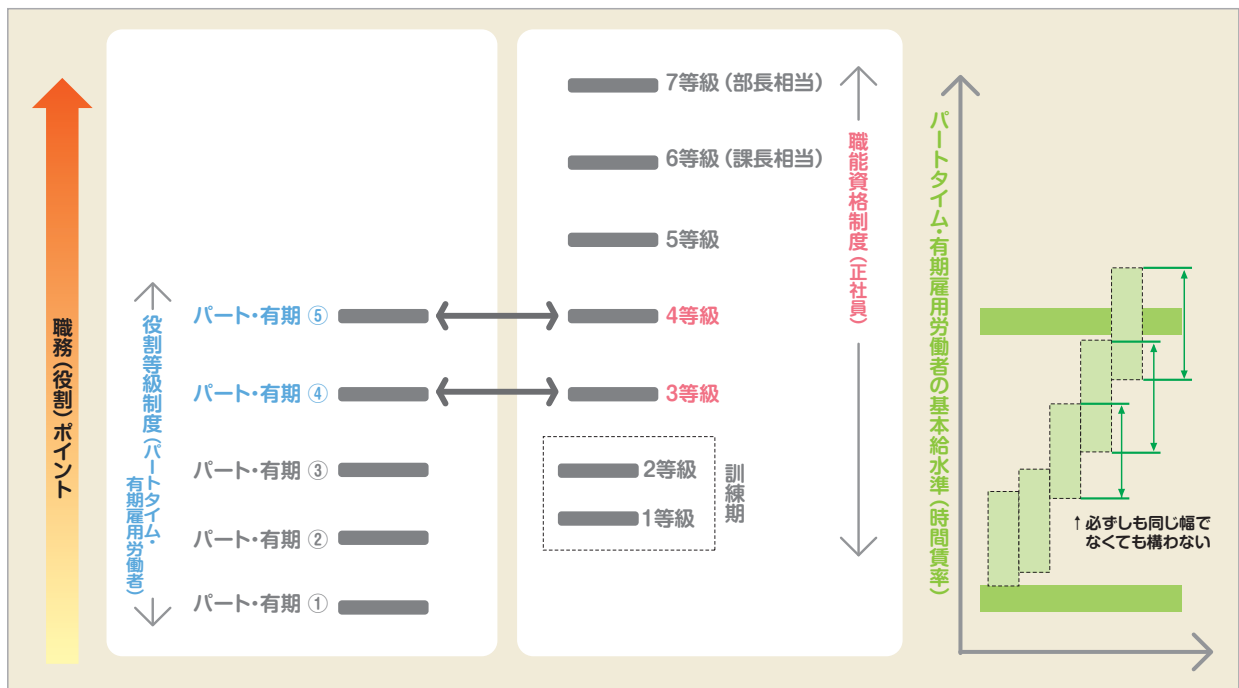 職務(役割)ポイント
役割等級制度(パートタイム・
有期雇用労働者)
パート・有期 ⑤
パート・有期 ④
パート・有期 ③
パート・有期 ②
パート・有期 ①
7等級(部長相当)
6等級(課長相当)
5等級
4等級
3等級
2等級
1等級
訓練期
職能資格制度(正社員)
パートタイム・有期雇用労働者の基本給水準(時間賃率)
↑必ずしも同じ幅で
なくても構わない